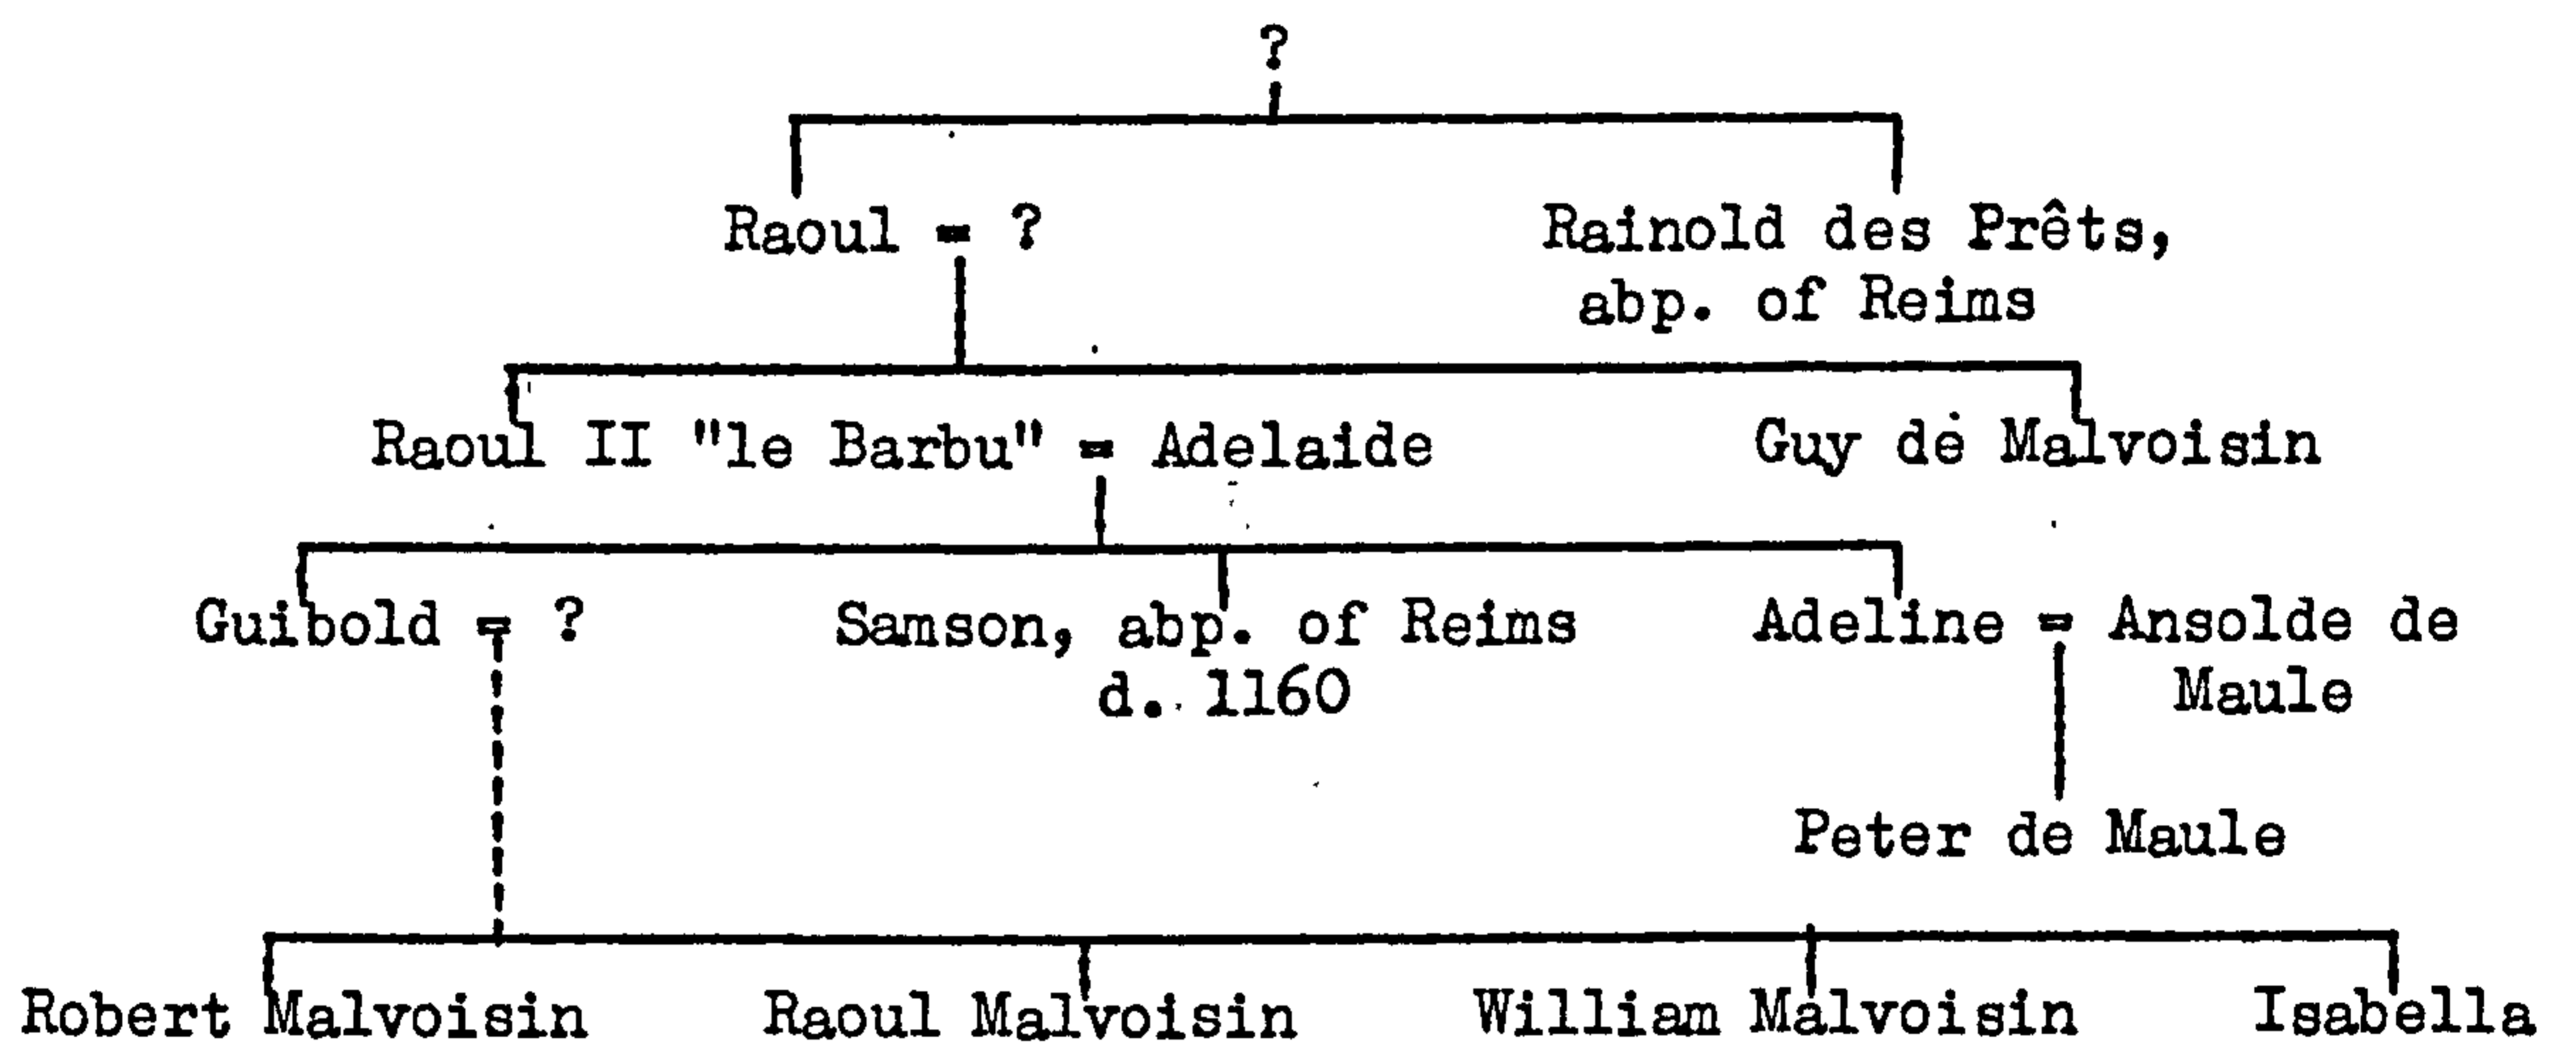 ?
Raoul = ? Rainold des Prêts,
abp. of Reims
Raoul II "le Barbu" = Adelaide Guy de Malvoisin
Guibold = ? Samson, abp. of Reims Adeline = Ansolde de
d. 1160 Maule
Peter de Maule
Robert Malvoisin Raoul Malvoisin William Malvoisin Isabella